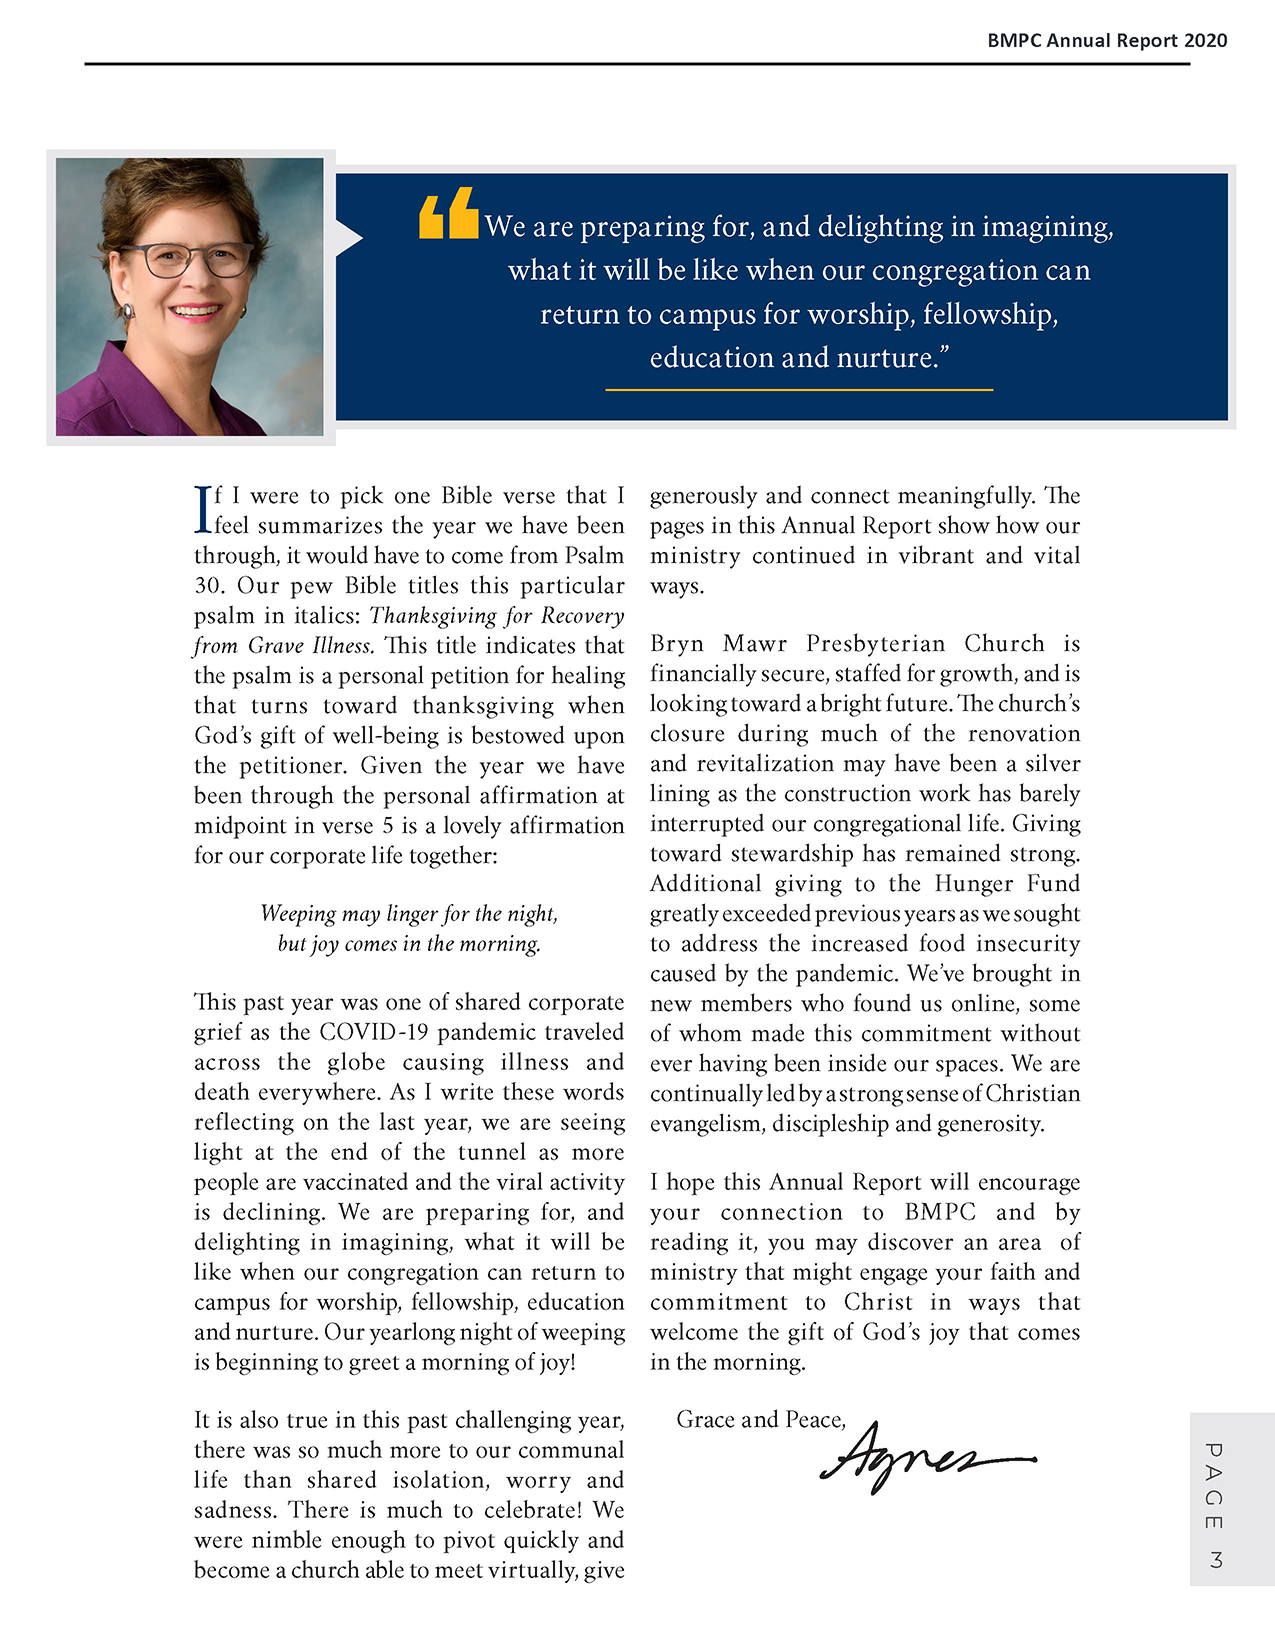 BMPC Annual Report 2020
“We are preparing for, and delighting in imagining,
what it will be like when our congregation can
return to campus for worship, fellowship,
education and nurture.”
If I were to pick one Bible verse that I
feel summarizes the year we have been
through, it would have to come from Psalm
30. Our pew Bible titles this particular
psalm in italics: Thanksgiving for Recovery
from Grave Illness. This title indicates that
the psalm is a personal petition for healing
that turns toward thanksgiving when
God’s gift of well-being is bestowed upon
the petitioner. Given the year we have
been through the personal affirmation at
midpoint in verse 5 is a lovely affirmation
for our corporate life together:
Weeping may linger for the night,
but joy comes in the morning.
This past year was one of shared corporate
grief as the COVID-19 pandemic traveled
across the globe causing illness and
death everywhere. As I write these words
reflecting on the last year, we are seeing
light at the end of the tunnel as more
people are vaccinated and the viral activity
is declining. We are preparing for, and
delighting in imagining, what it will be
like when our congregation can return to
campus for worship, fellowship, education
and nurture. Our yearlong night of weeping
is beginning to greet a morning of joy!
It is also true in this past challenging year,
there was so much more to our communal
life than shared isolation, worry and
sadness. There is much to celebrate! We
were nimble enough to pivot quickly and
become a church able to meet virtually, give
generously and connect meaningfully. The
pages in this Annual Report show how our
ministry continued in vibrant and vital
ways.
Bryn Mawr Presbyterian Church is
financially secure, staffed for growth, and is
looking toward a bright future. The church’s
closure during much of the renovation
and revitalization may have been a silver
lining as the construction work has barely
interrupted our congregational life. Giving
toward stewardship has remained strong.
Additional giving to the Hunger Fund
greatly exceeded previous years as we sought
to address the increased food insecurity
caused by the pandemic. We’ve brought in
new members who found us online, some
of whom made this commitment without
ever having been inside our spaces. We are
continually led by a strong sense of Christian
evangelism, discipleship and generosity.
I hope this Annual Report will encourage
your connection to BMPC and by
reading it, you may discover an area of
ministry that might engage your faith and
commitment to Christ in ways that
welcome the gift of God’s joy that comes
in the morning.
Grace and Peace,
Agnes
PAGE 3